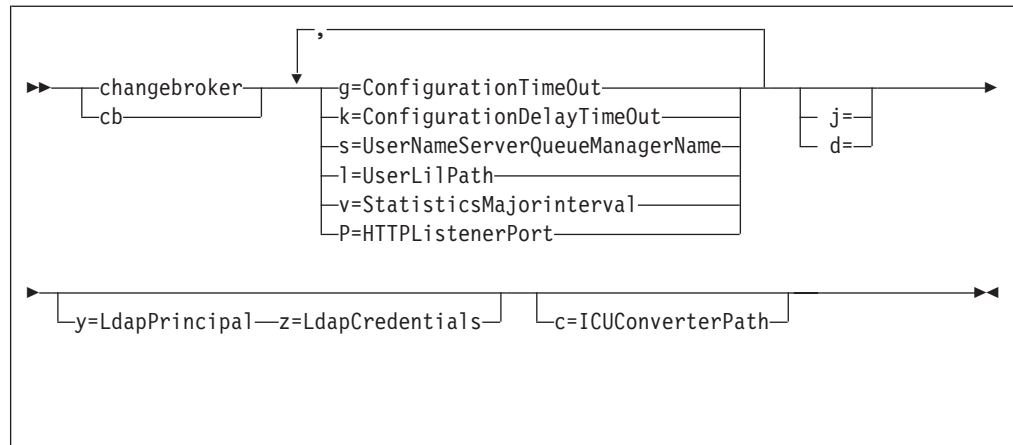 ,
changebroker
cb
g=ConfigurationTimeOut
k=ConfigurationDelayTimeOut
s=UserNameServerQueueManagerName
l=UserLilPath
v=StatisticsMajorinterval
P=HTTPListenerPort
j=
d=
y=LdapPrincipal z=LdapCredentials
c=ICUConverterPath